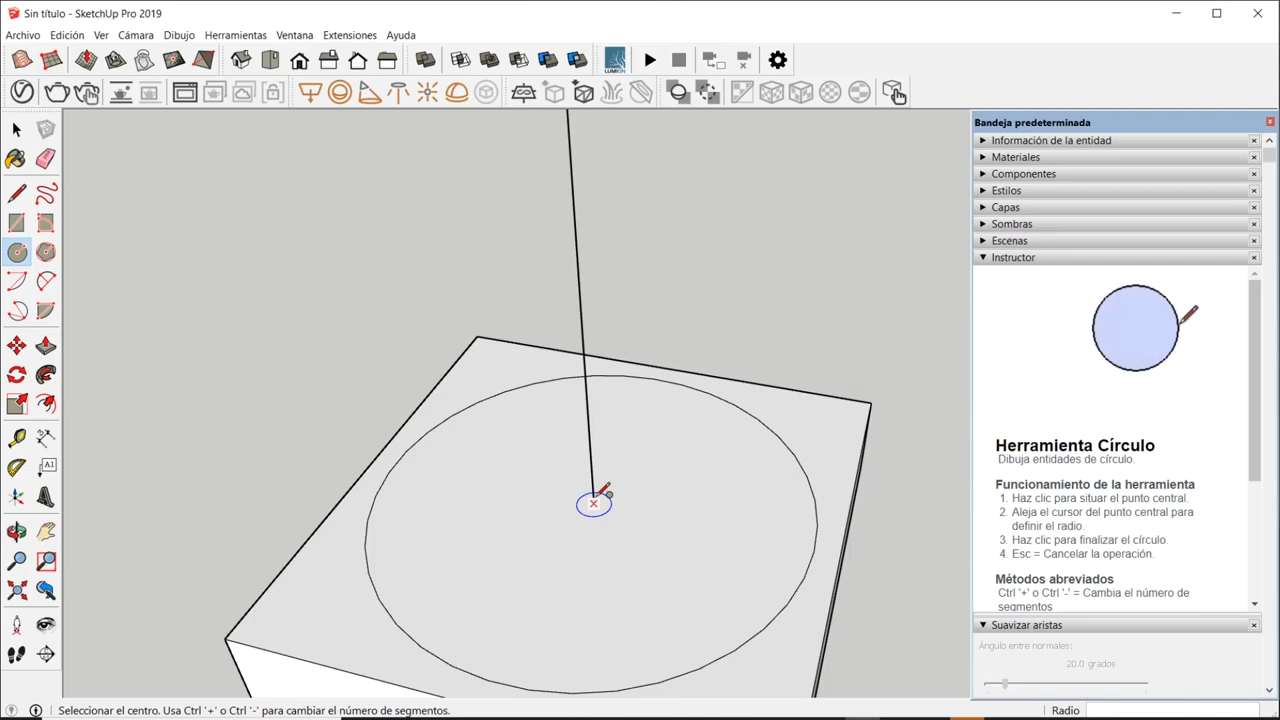 Sin título - SketchUp Pro 2019
Archivo Edición Ver Cámara Dibujo Herramientas Ventana Extensiones Ayuda
LUMION
Bandeja predeterminada
Información de la entidad
Materiales
Componentes
Estilos
Capas
Sombras
Escenas
Instructor
Herramienta Círculo
Dibuja entidades de círculo.
Funcionamiento de la herramienta
1. Haz clic para situar el punto central.
2. Aleja el cursor del punto central para
definir el radio.
3. Haz clic para finalizar el círculo.
4. Esc = Cancelar la operación.
Métodos abreviados
Ctrl '+' o Ctrl '-' = Cambia el número de
segmentos
Suavizar aristas
Ángulo entre normales:
20.0 grados
A1
Seleccionar el centro. Usa Ctrl '+' o Ctrl '-' para cambiar el número de segmentos.
Radio